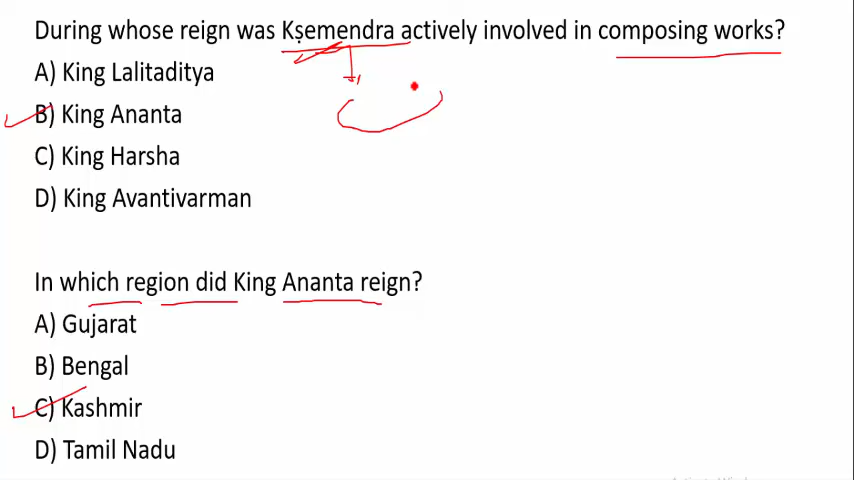 During whose reign was Kṣemendra actively involved in composing works?
A) King Lalitaditya
B) King Ananta
C) King Harsha
D) King Avantivarman
In which region did King Ananta reign?
A) Gujarat
B) Bengal
C) Kashmir
D) Tamil Nadu